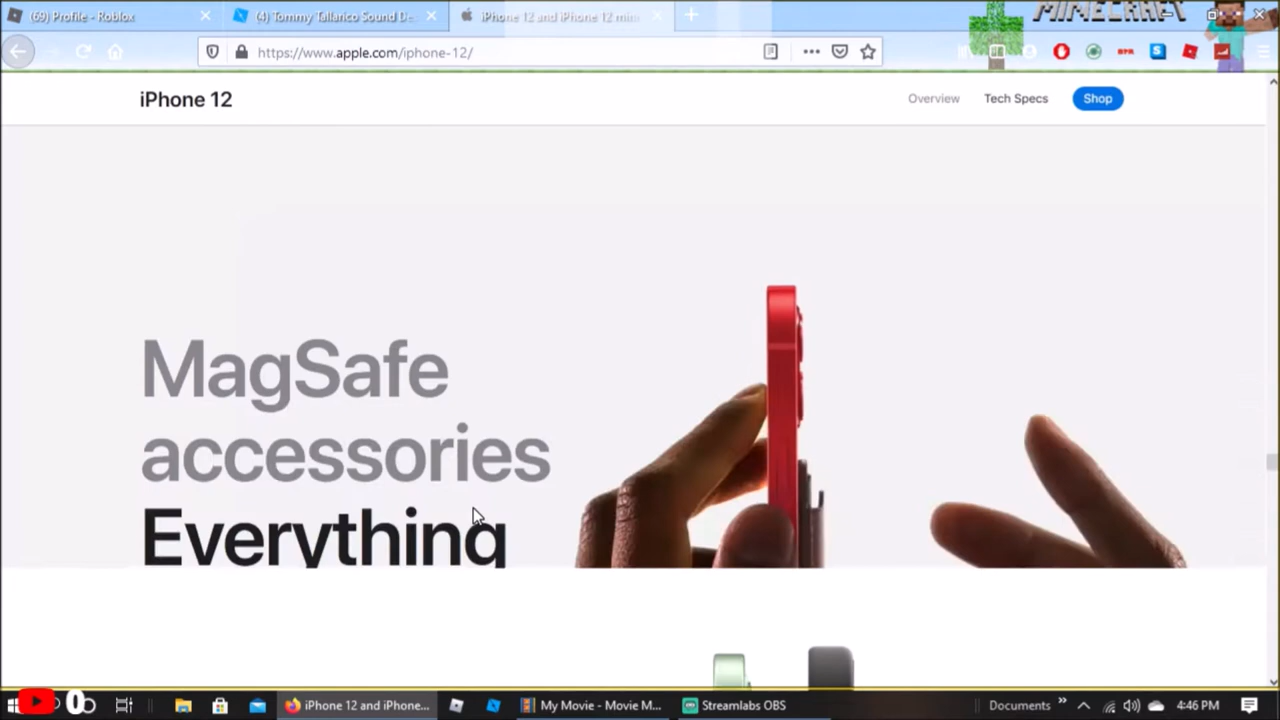 (69) Profile - Roblox
(4) Tommy Tallarico Sound De
iPhone 12 and iPhone 12 mini
MINECRAFT
https://www.apple.com/iphone-12/
iPhone 12
Overview
Tech Specs
Shop
MagSafe
accessories
Everything
iPhone 12 and iPhone...
My Movie - Movie M...
Streamlabs OBS
Documents
4:46 PM